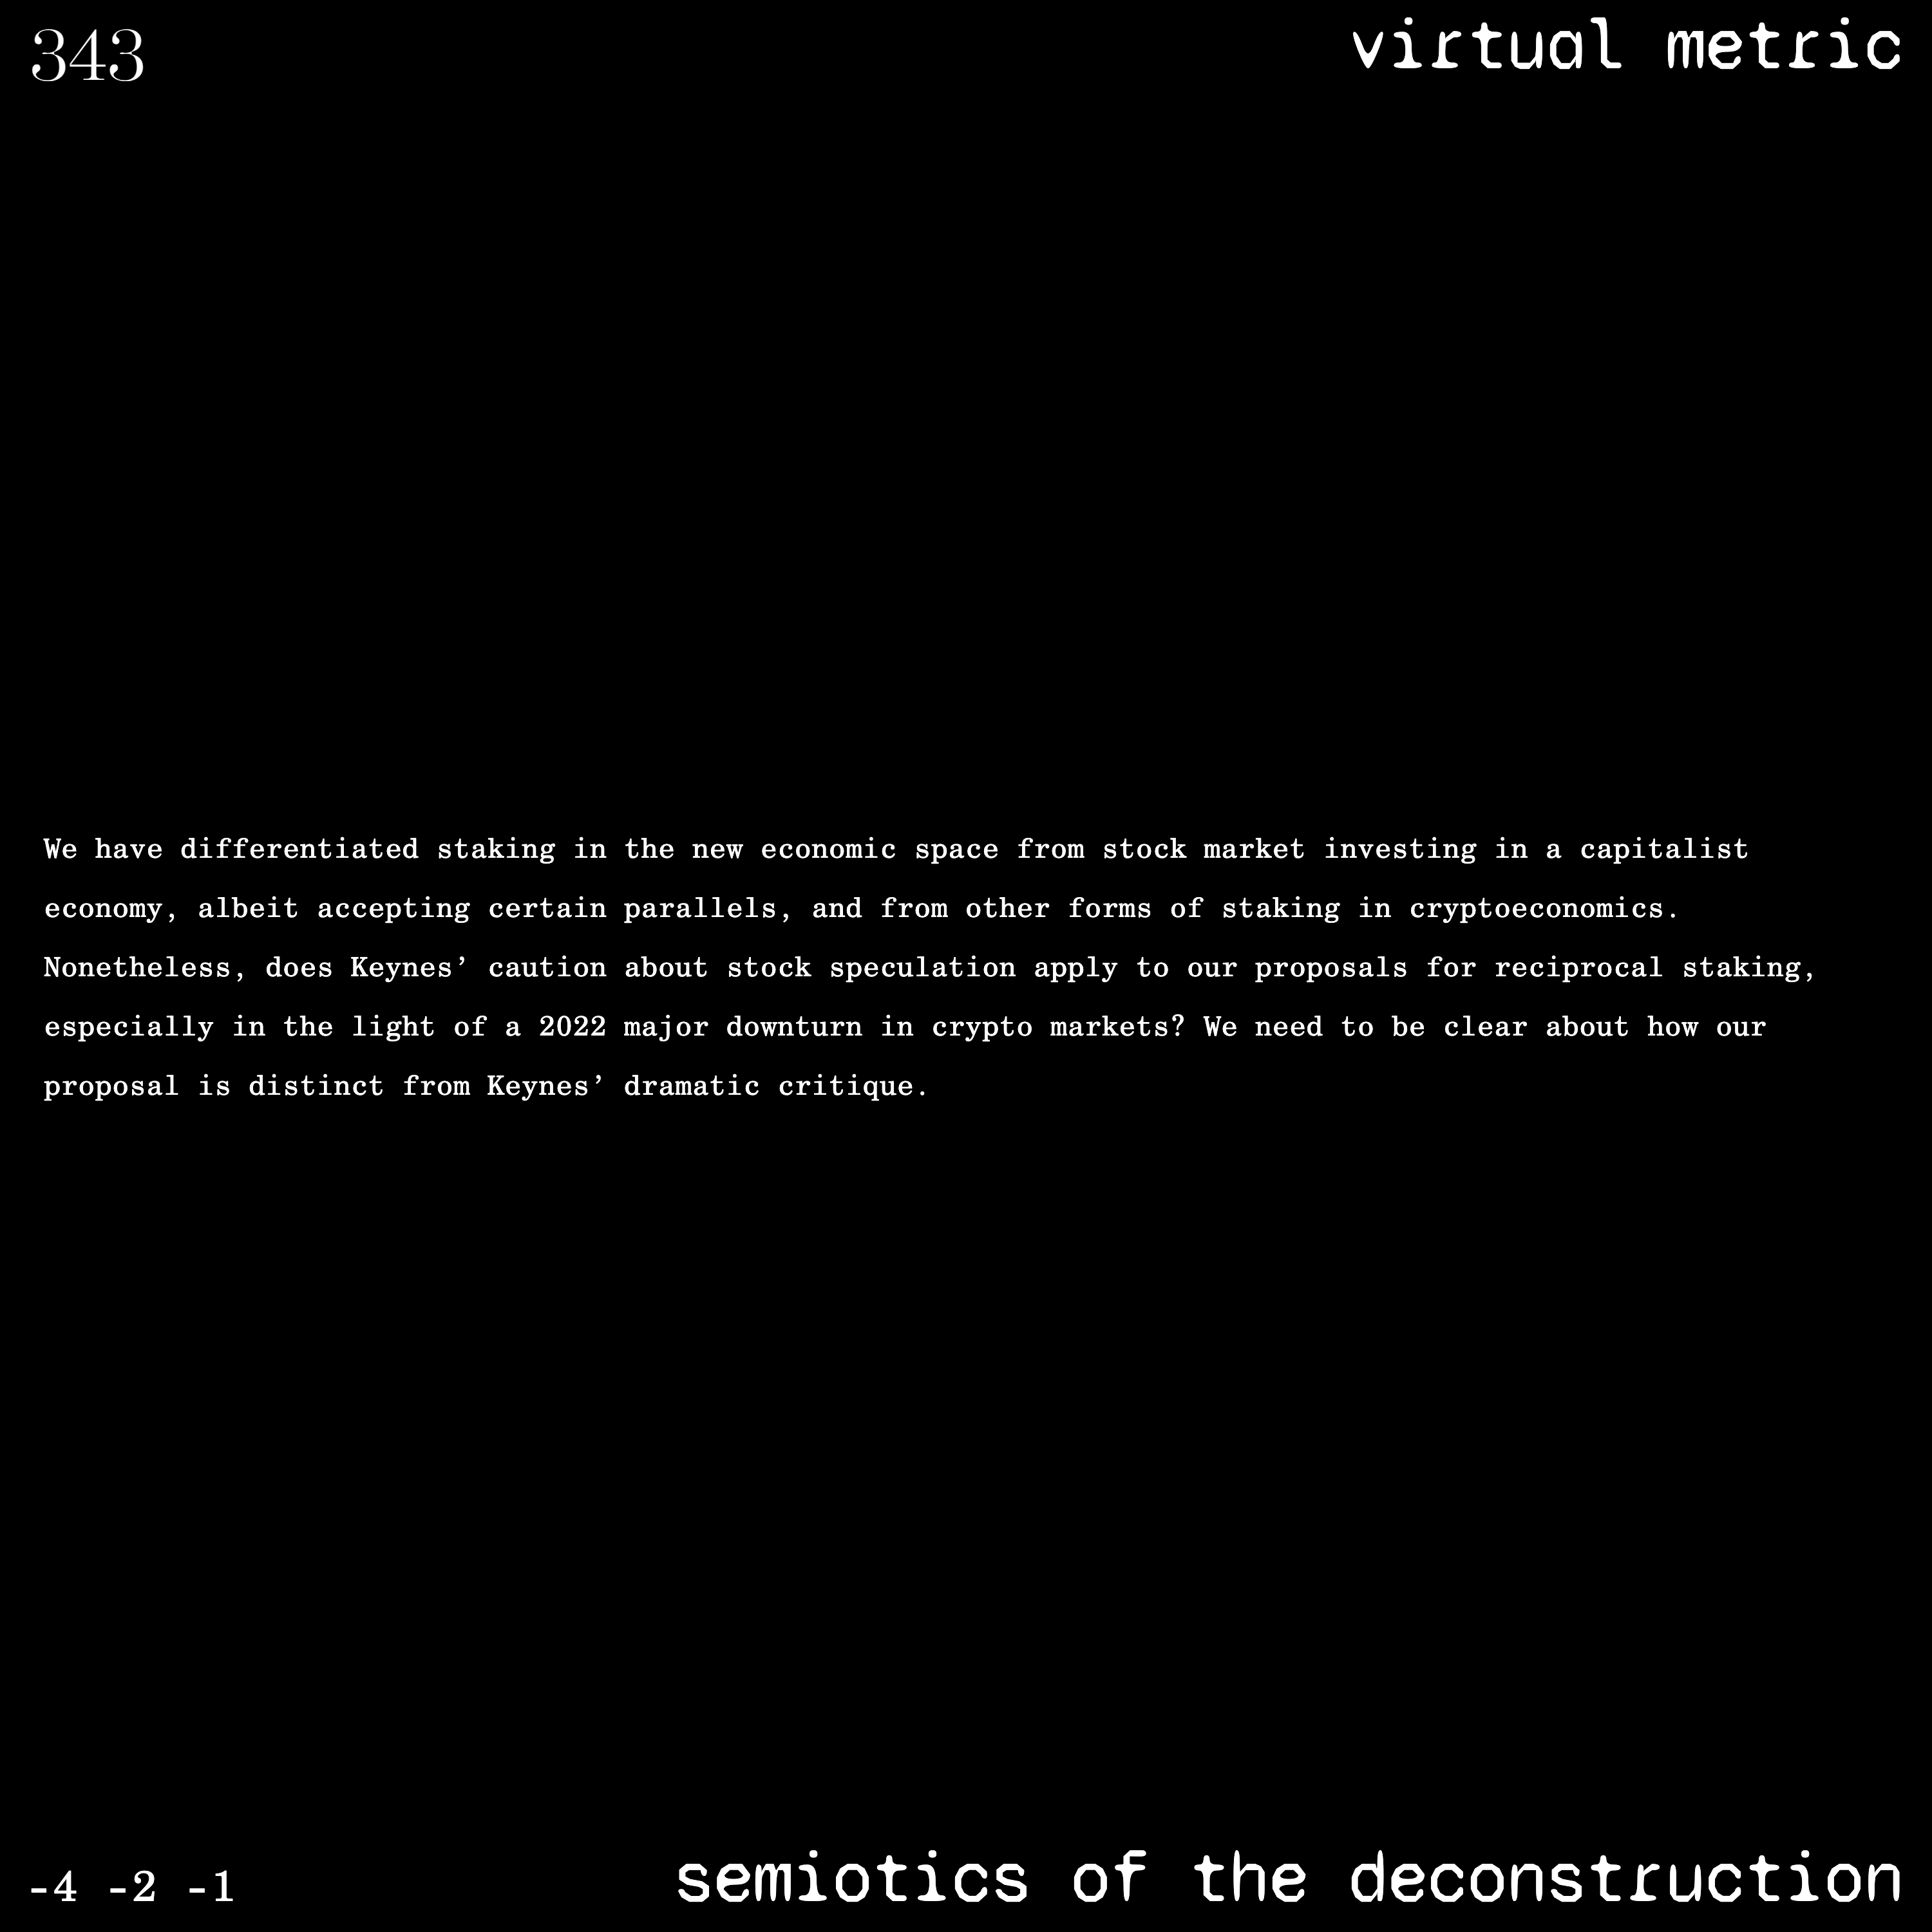 343
virtual metric
We have differentiated staking in the new economic space from stock market investing in a capitalist
economy, albeit accepting certain parallels, and from other forms of staking in cryptoeconomics.
Nonetheless, does Keynes’ caution about stock speculation apply to our proposals for reciprocal staking,
especially in the light of a 2022 major downturn in crypto markets? We need to be clear about how our
proposal is distinct from Keynes’ dramatic critique.
-4 -2 -1
semiotics of the deconstruction